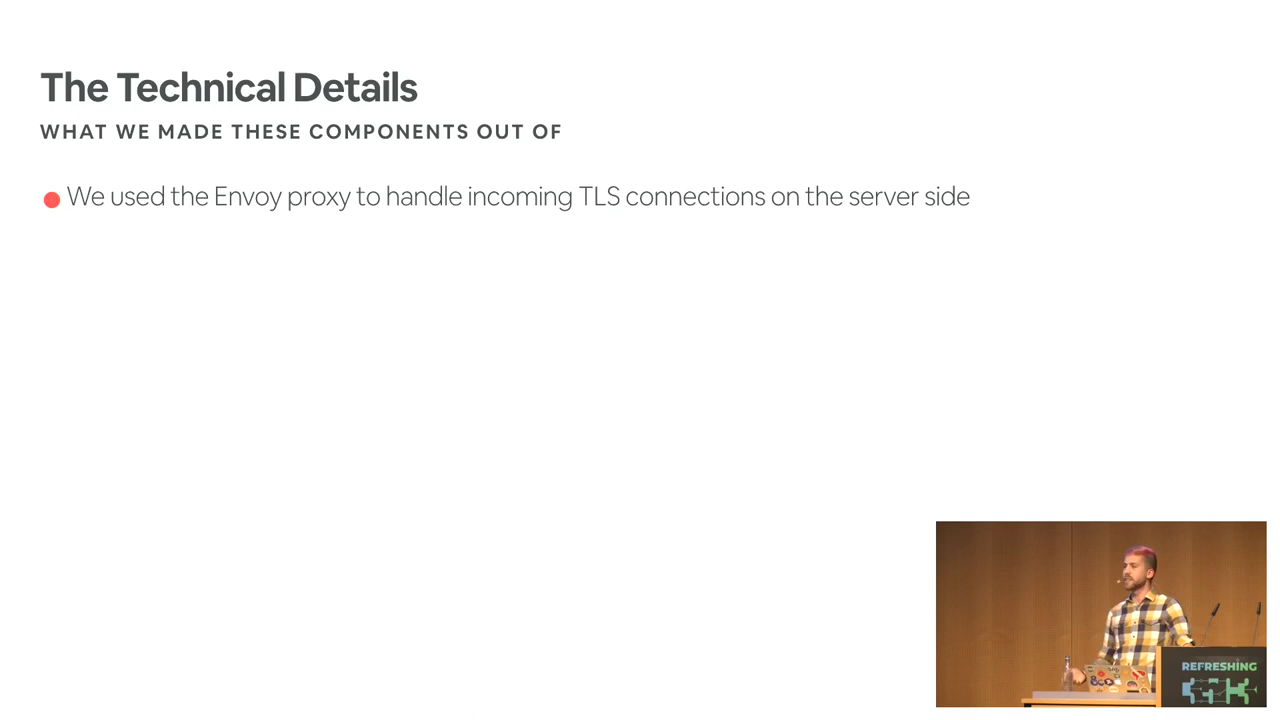 The Technical Details
WHAT WE MADE THESE COMPONENTS OUT OF
We used the Envoy proxy to handle incoming TLS connections on the server side
REFRESHING